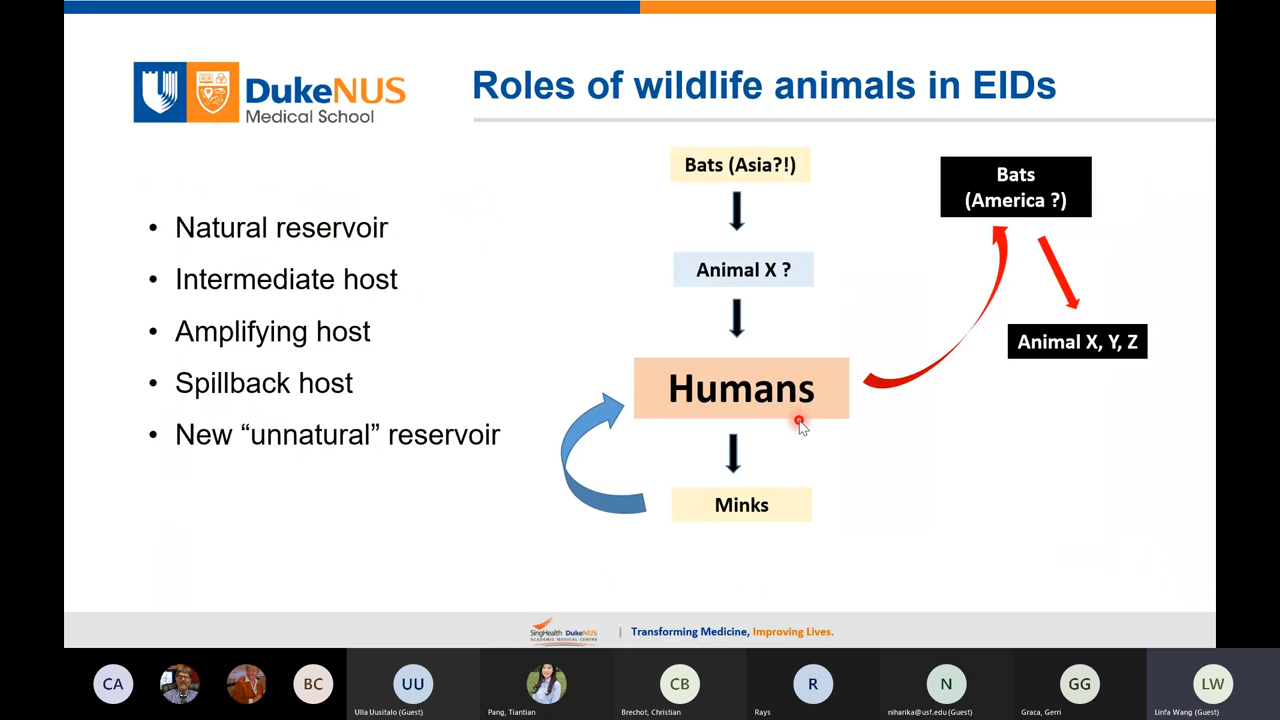 DukeNUS
Medical School
Roles of wildlife animals in EIDs
• Natural reservoir
• Intermediate host
• Amplifying host
• Spillback host
• New “unnatural” reservoir
Bats (Asia?!)
Animal X ?
Humans
Minks
Bats
(America ?)
Animal X, Y, Z
SingHealth DukeNUS
ACADEMIC MEDICAL CENTRE
| Transforming Medicine, Improving Lives.
CA
BC
UU
Ulla Uusitalo (Guest)
Pang, Tiantian
CB
Brechot, Christian
R
Rays
N
niharika@usf.edu (Guest)
GG
Graca, Gerri
LW
Linfa Wang (Guest)